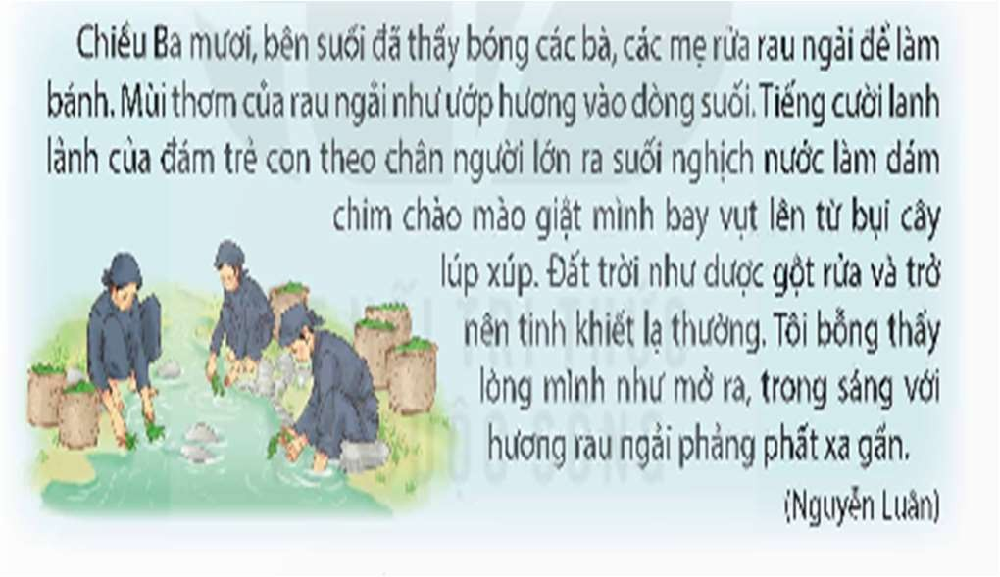 Chiều Ba mươi, bên suối đã thấy bóng các bà, các mẹ rửa rau ngải để làm
bánh. Mùi thơm của rau ngải như ướp hương vào dòng suối. Tiếng cười lanh
lảnh của đám trẻ con theo chân người lớn ra suối nghịch nước làm dám
chim chào mào giật mình bay vụt lên từ bụi cây
lúp xúp. Đất trời như dược gột rửa và trở
nên tinh khiết lạ thường. Tôi bỗng thấy
lòng mình như mở ra, trong sáng với
hương rau ngải phảng phất xa gần.
(Nguyễn Luân)